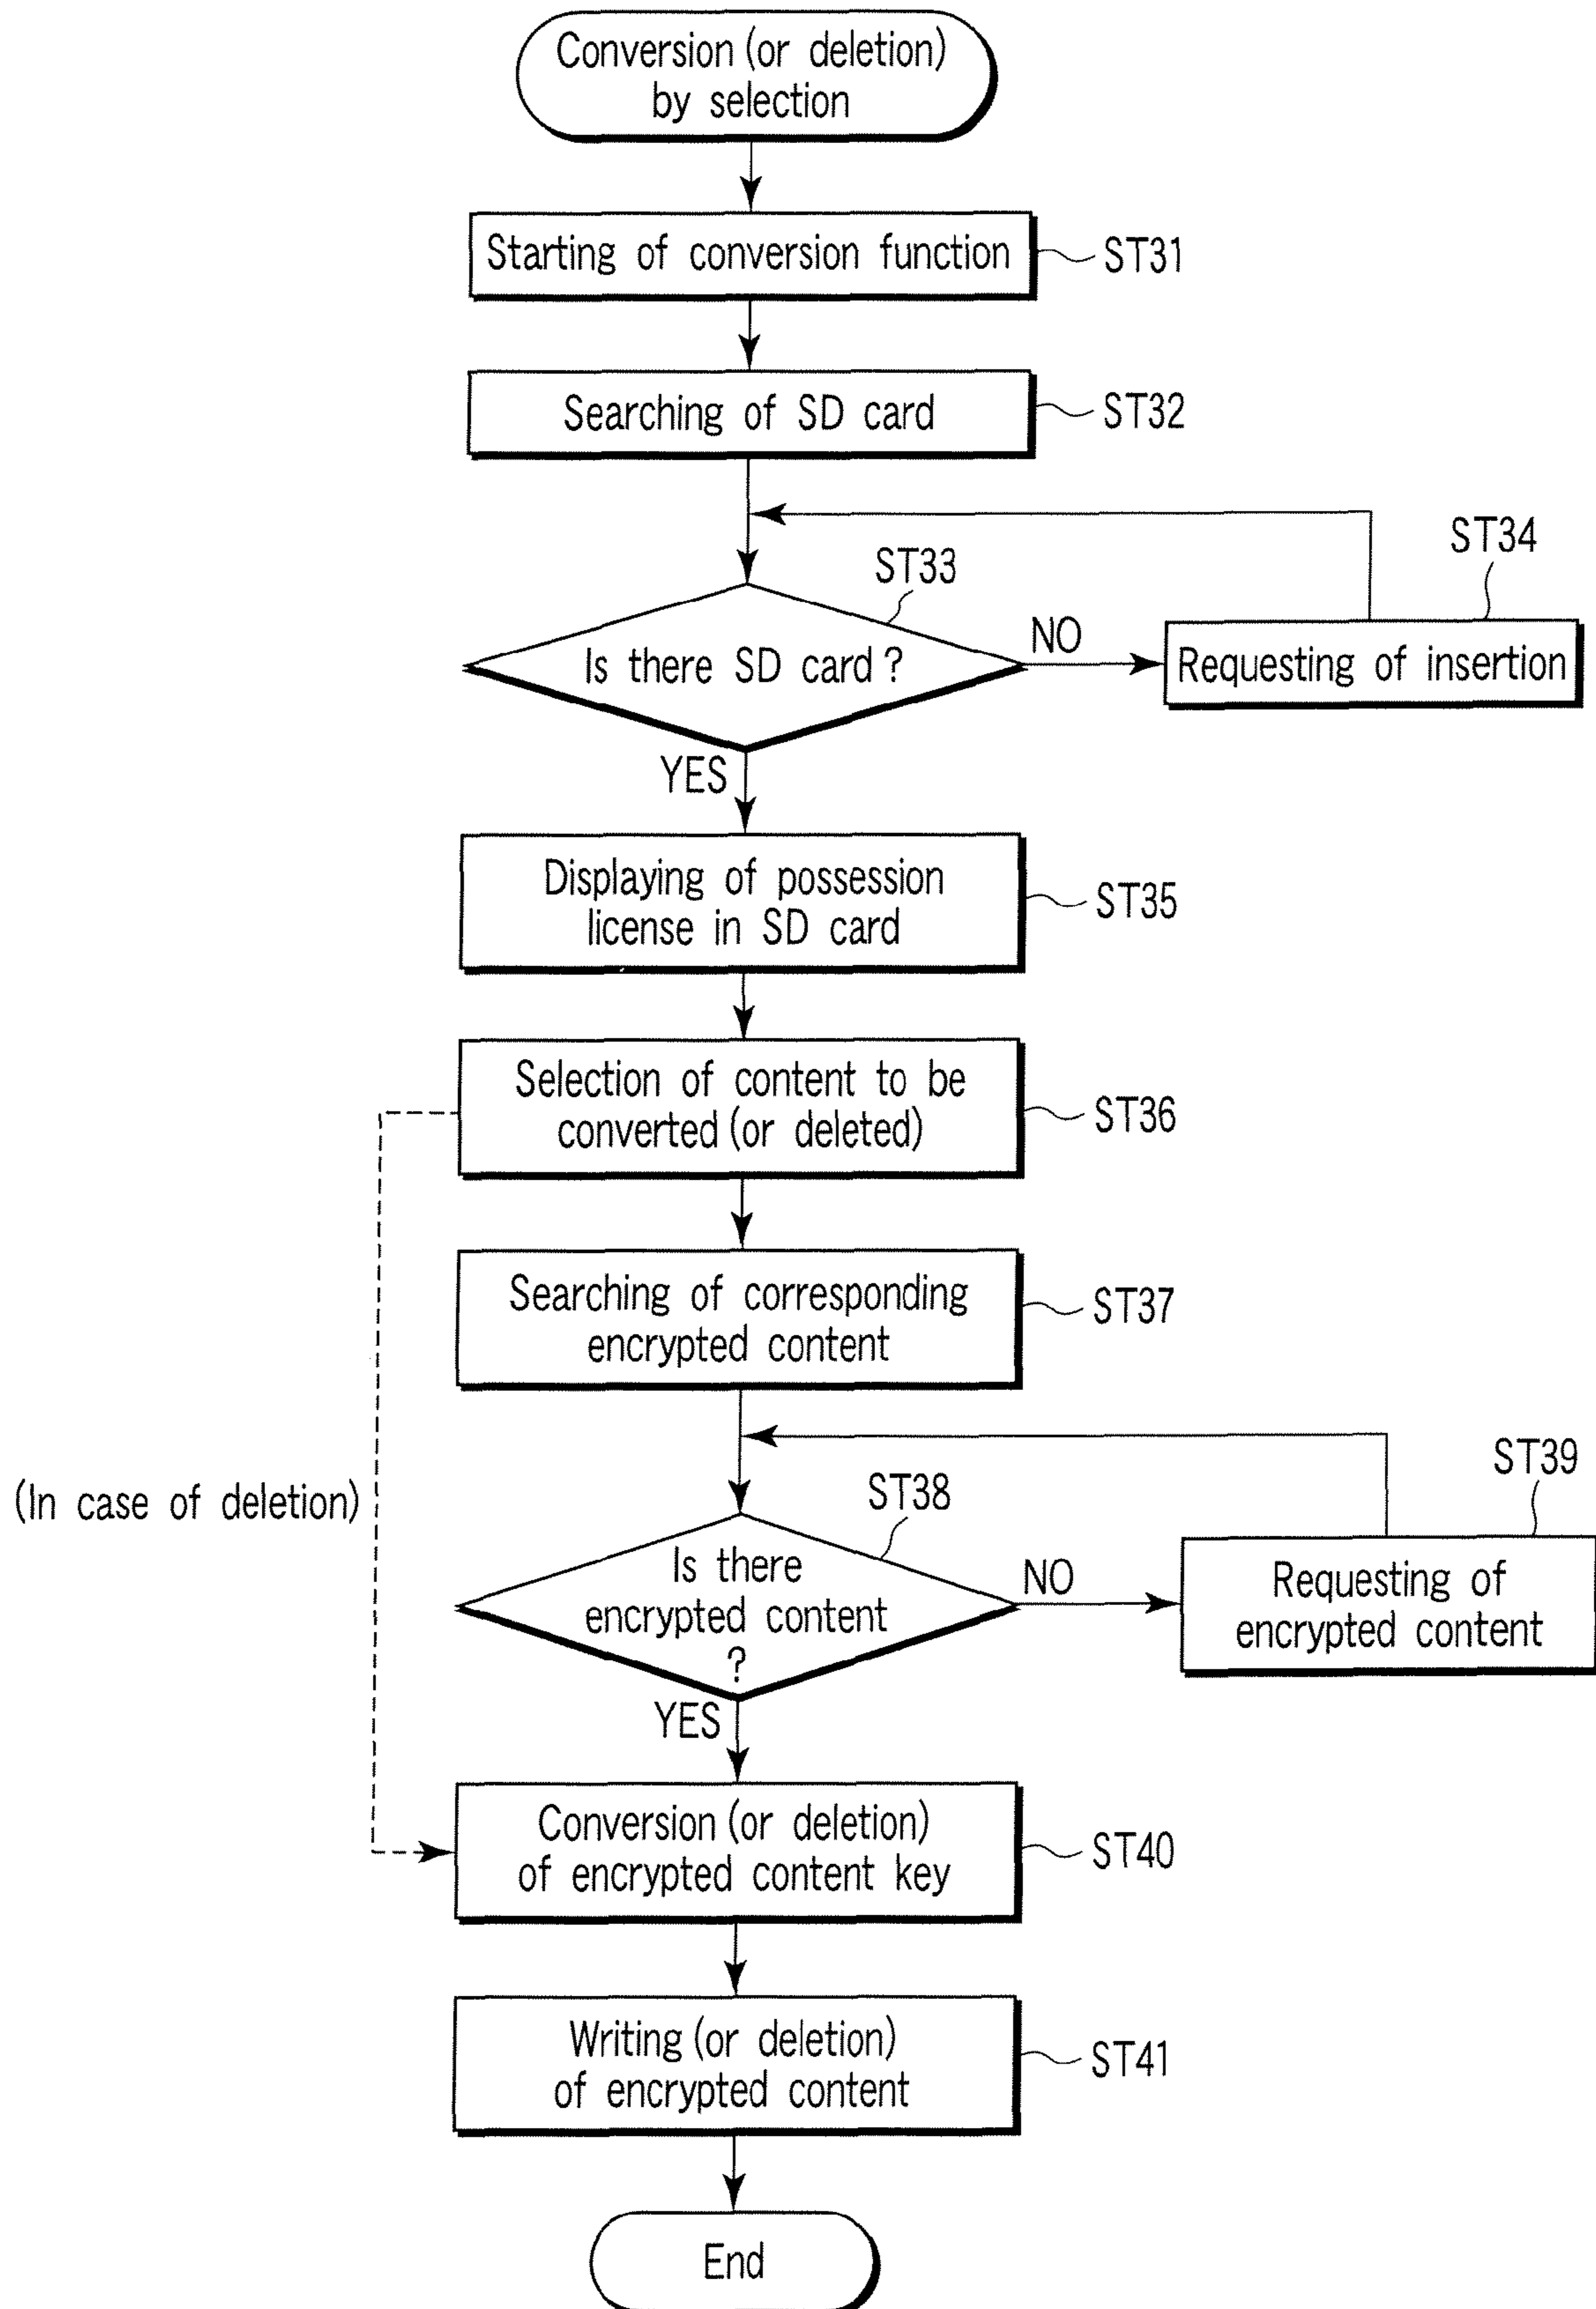 Conversion (or deletion)
by selection
Starting of conversion function
ST31
Searching of SD card
ST32
ST33
ST34
Is there SD card?
NO
Requesting of insertion
YES
Displaying of possession
license in SD card
ST35
Selection of content to be
converted (or deleted)
ST36
Searching of corresponding
encrypted content
ST37
(In case of deletion)
ST38
ST39
Is there
encrypted content
?
NO
Requesting of
encrypted content
YES
Conversion (or deletion)
of encrypted content key
ST40
Writing (or deletion)
of encrypted content
ST41
End